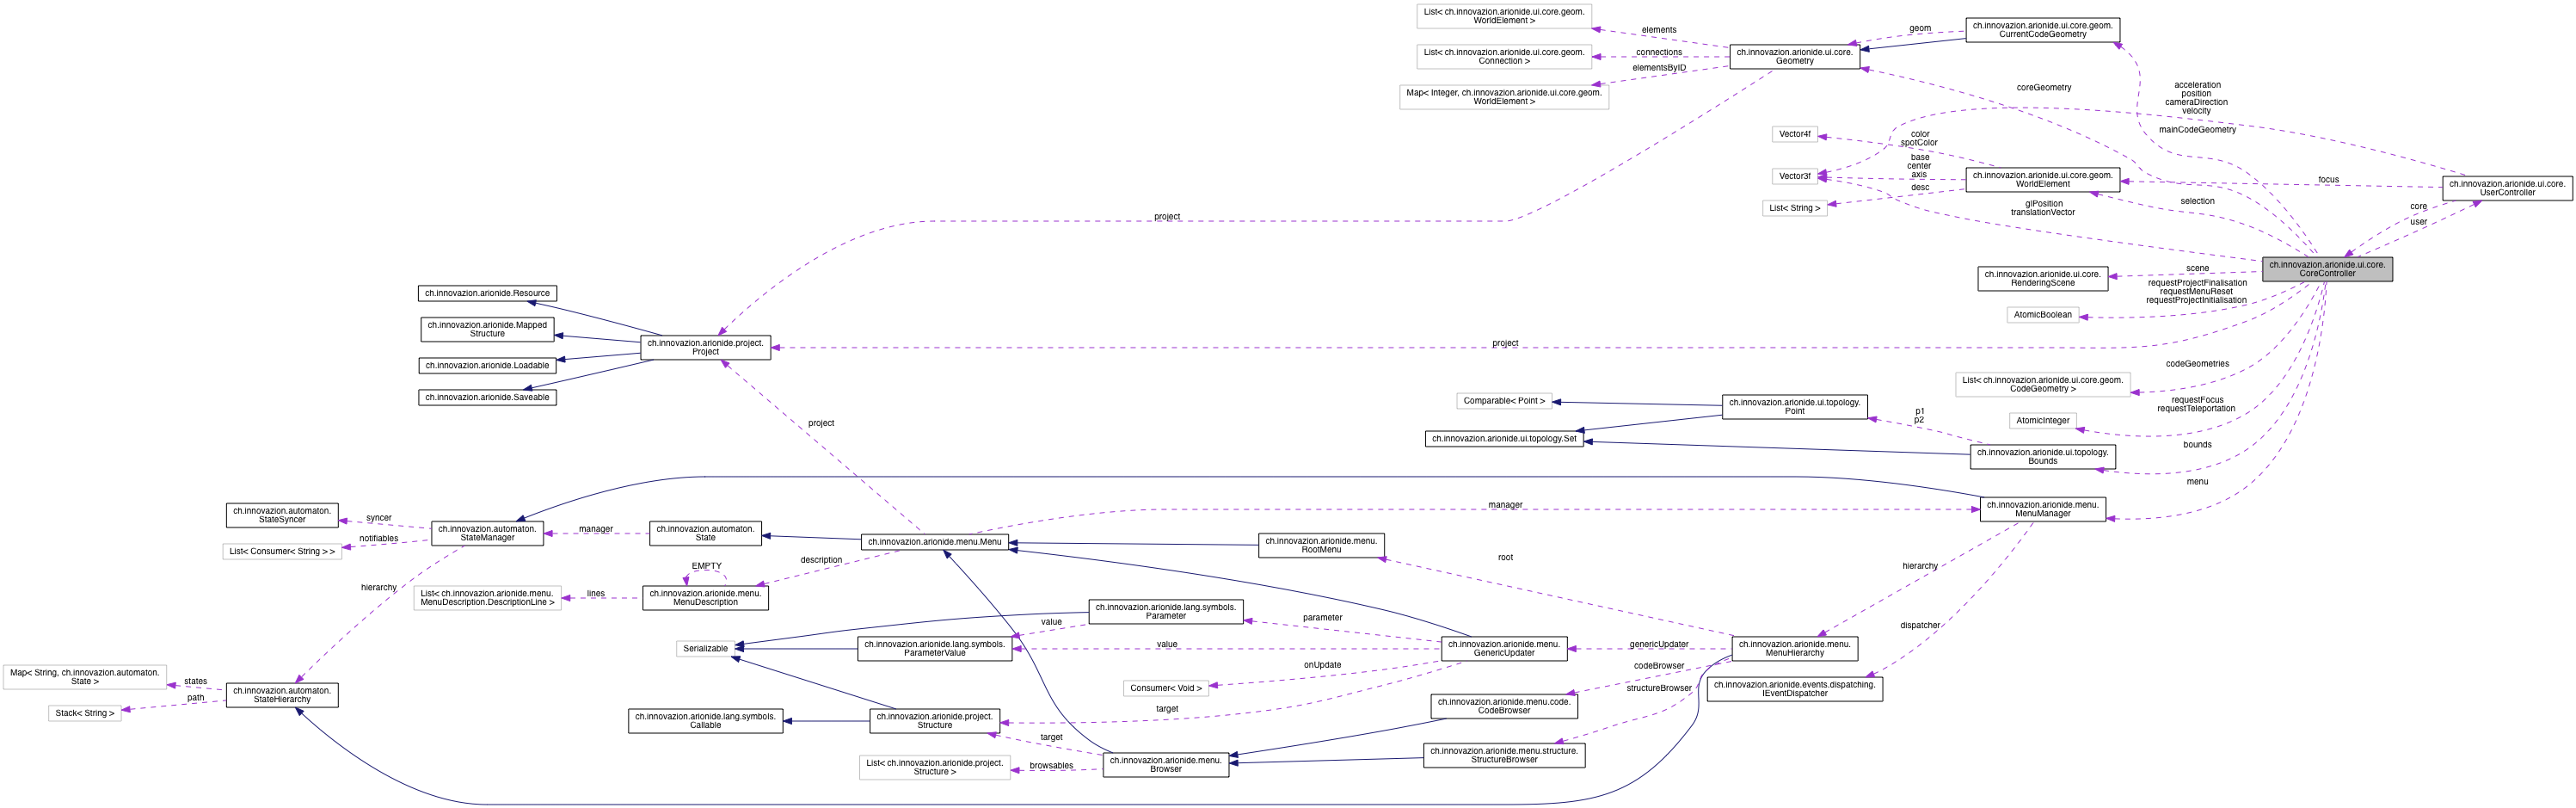 List< ch.innovazion.arionide.ui.core.geom.
WorldElement >
elements
List< ch.innovazion.arionide.ui.core.geom.
Connection >
connections
elementsByID
Map< Integer, ch.innovazion.arionide.ui.core.geom.
WorldElement >
ch.innovazion.arionide.ui.core.
Geometry
geom
ch.innovazion.arionide.ui.core.geom.
CurrentCodeGeometry
coreGeometry
acceleration
position
cameraDirection
velocity
mainCodeGeometry
Vector4f
color
spotColor
Vector3f
base
center
axis
desc
List< String >
ch.innovazion.arionide.ui.core.geom.
WorldElement
glPosition
translationVector
selection
focus
ch.innovazion.arionide.ui.core.
UserController
core
user
project
ch.innovazion.arionide.ui.core.
CoreController
ch.innovazion.arionide.ui.core.
RenderingScene
scene
requestProjectFinalisation
requestMenuReset
requestProjectInitialisation
AtomicBoolean
ch.innovazion.arionide.Resource
ch.innovazion.arionide.Mapped
Structure
ch.innovazion.arionide.Loadable
ch.innovazion.arionide.Saveable
ch.innovazion.arionide.project.
Project
project
codeGeometries
List< ch.innovazion.arionide.ui.core.geom.
CodeGeometry >
requestFocus
requestTeleportation
AtomicInteger
Comparable< Point >
ch.innovazion.arionide.ui.topology.Set
ch.innovazion.arionide.ui.topology.
Point
p1
p2
ch.innovazion.arionide.ui.topology.
Bounds
bounds
project
menu
ch.innovazion.automaton.
StateSyncer
syncer
List< Consumer< String > >
notifiables
ch.innovazion.automaton.
StateManager
manager
ch.innovazion.automaton.
State
ch.innovazion.arionide.menu.Menu
manager
ch.innovazion.arionide.menu.
MenuManager
ch.innovazion.arionide.menu.
RootMenu
root
hierarchy
description
EMPTY
List< ch.innovazion.arionide.menu.
MenuDescription.DescriptionLine >
lines
ch.innovazion.arionide.menu.
MenuDescription
hierarchy
dispatcher
ch.innovazion.arionide.lang.symbols.
Parameter
value
parameter
Serializable
ch.innovazion.arionide.lang.symbols.
ParameterValue
value
ch.innovazion.arionide.menu.
GenericUpdater
genericUpdater
ch.innovazion.arionide.menu.
MenuHierarchy
onUpdate
Consumer< Void >
codeBrowser
structureBrowser
ch.innovazion.arionide.events.dispatching.
IEventDispatcher
Map< String, ch.innovazion.automaton.
State >
states
path
Stack< String >
ch.innovazion.automaton.
StateHierarchy
ch.innovazion.arionide.lang.symbols.
Callable
ch.innovazion.arionide.project.
Structure
target
ch.innovazion.arionide.menu.code.
CodeBrowser
target
List< ch.innovazion.arionide.project.
Structure >
browsables
ch.innovazion.arionide.menu.
Browser
ch.innovazion.arionide.menu.structure.
StructureBrowser